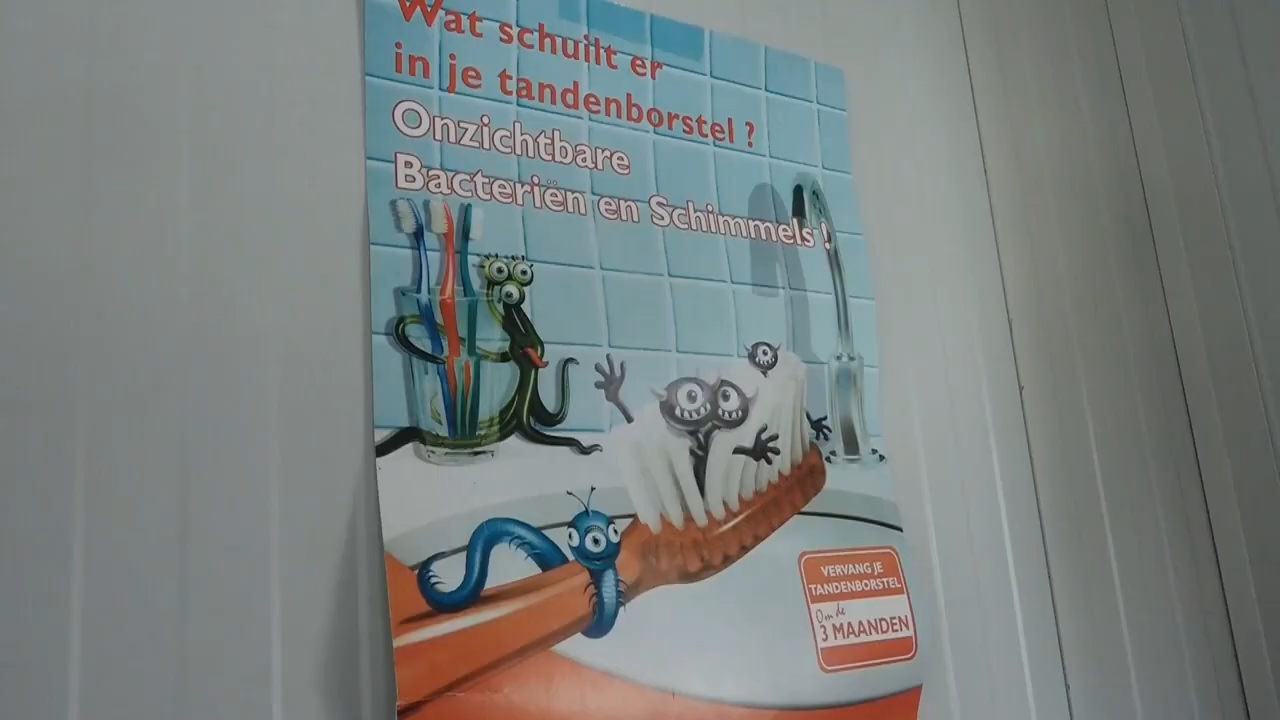 Wat schuilt er
in je tandenborstel ?
Onzichtbare
Bacteriën en Schimmels !
VERVANG JE
TANDENBORSTEL
Om de
3 MAANDEN